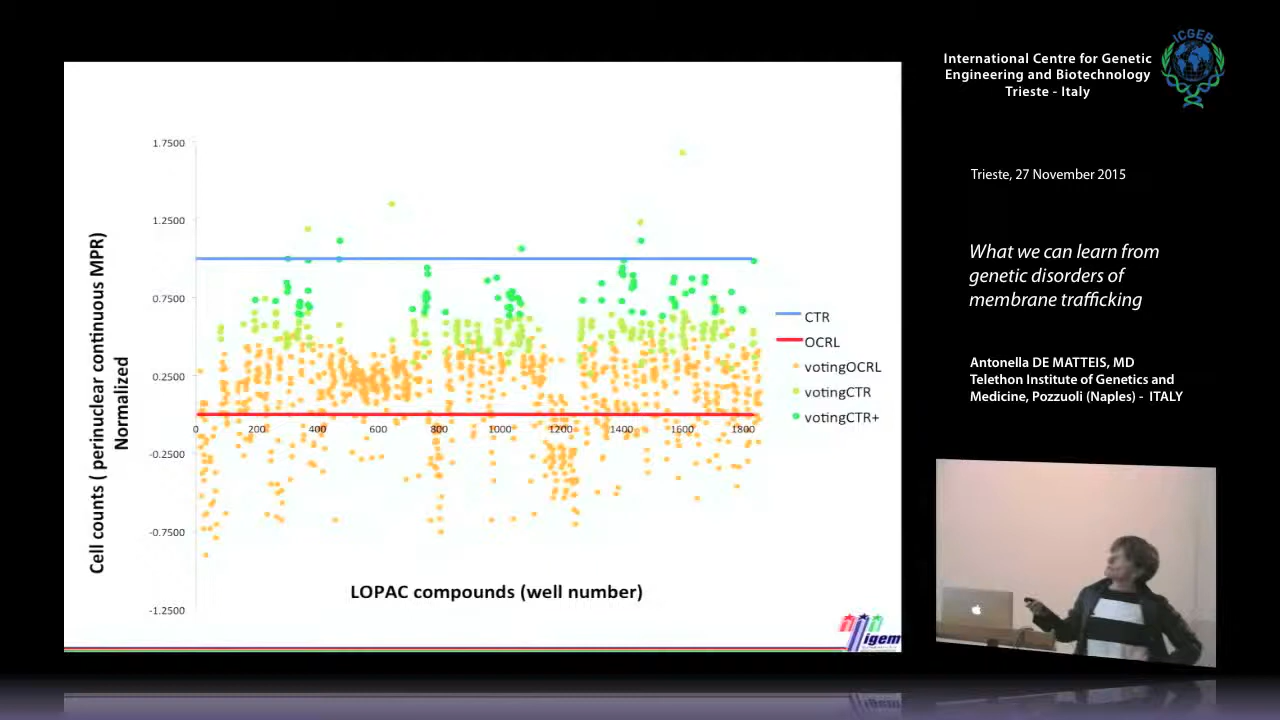 International Centre for Genetic
Engineering and Biotechnology
Trieste - Italy
ICGEB
Trieste, 27 November 2015
What we can learn from
genetic disorders of
membrane trafficking
Antonella DE MATTEIS, MD
Telethon Institute of Genetics and
Medicine, Pozzuoli (Naples) - ITALY
Cell counts ( perinuclear continuous MPR)
Normalized
1.7500
1.2500
0.7500
0.2500
-0.2500
-0.7500
-1.2500
0 200 400 600 800 1000 1200 1400 1600 1800
LOPAC compounds (well number)
CTR
OCRL
votingOCRL
votingCTR
votingCTR+
igem